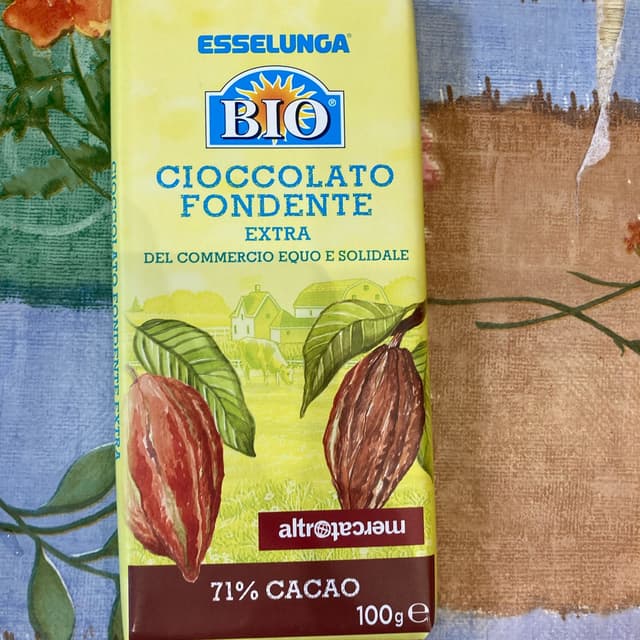 ESSELUNGA®
BIO®
CIOCCOLATO
FONDENTE
EXTRA
DEL COMMERCIO EQUO E SOLIDALE
altromercato
71% CACAO
100g e
CIOCCOLATO FONDENTE EXTRA